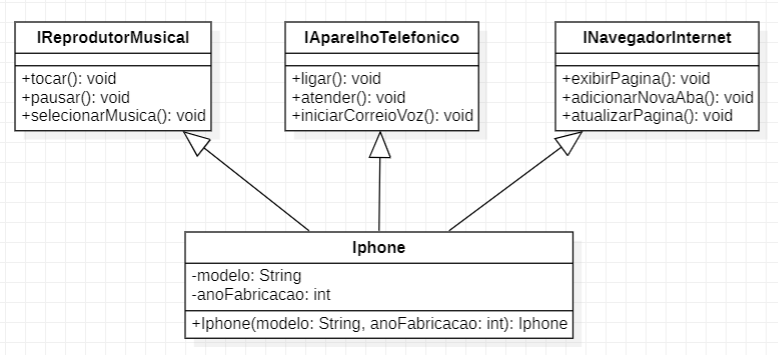 IReprodutorMusical
+tocar(): void
+pausar(): void
+selecionarMusica(): void
IAparelhoTelefonico
+ligar(): void
+atender(): void
+iniciarCorreioVoz(): void
INavegadorInternet
+exibirPagina(): void
+adicionarNovaAba(): void
+atualizarPagina(): void
Iphone
-modelo: String
-anoFabricacao: int
+Iphone(modelo: String, anoFabricacao: int): Iphone